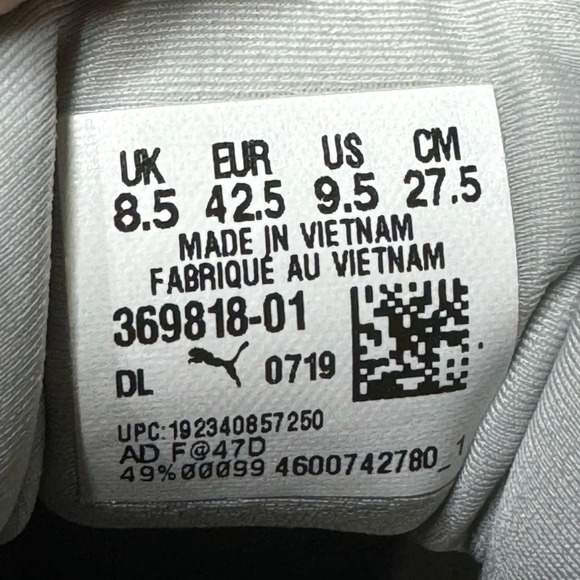 UK EUR US CM
8.5 42.5 9.5 27.5
MADE IN VIETNAM
FABRIQUÉ AU VIETNAM
369818-01
DL 0719
UPC:192340857250
AD F@47D
49%00099 4600742780_1